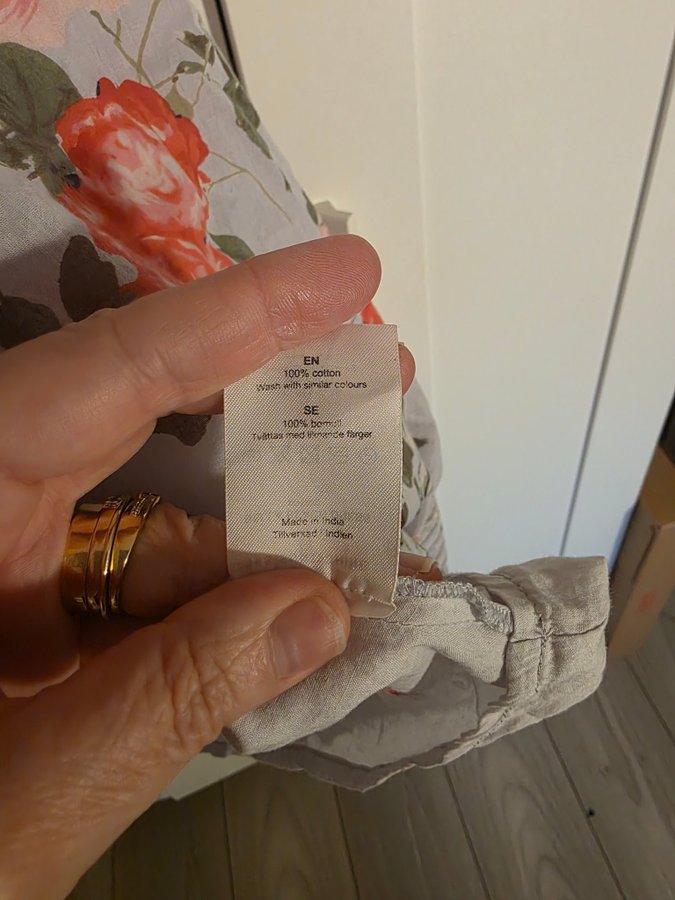 EN
100% cotton
Wash with similar colours
SE
100% bomull
Tvättas med liknande färger
Made in India
Tillverkad i Indien